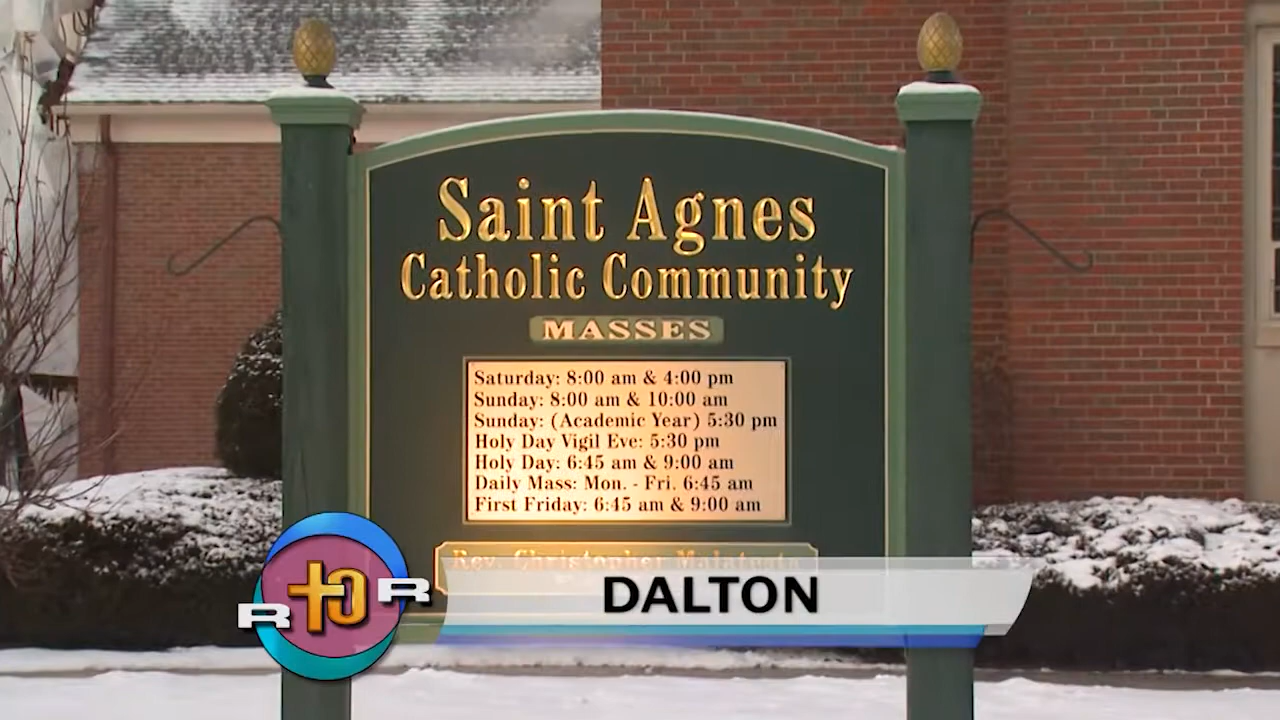 Saint Agnes
Catholic Community
MASSES
Saturday: 8:00 am & 4:00 pm
Sunday: 8:00 am & 10:00 am
Sunday: (Academic Year) 5:30 pm
Holy Day Vigil Eve: 5:30 pm
Holy Day: 6:45 am & 9:00 am
Daily Mass: Mon. - Fri. 6:45 am
First Friday: 6:45 am & 9:00 am
Rev. Christopher
DALTON
R R